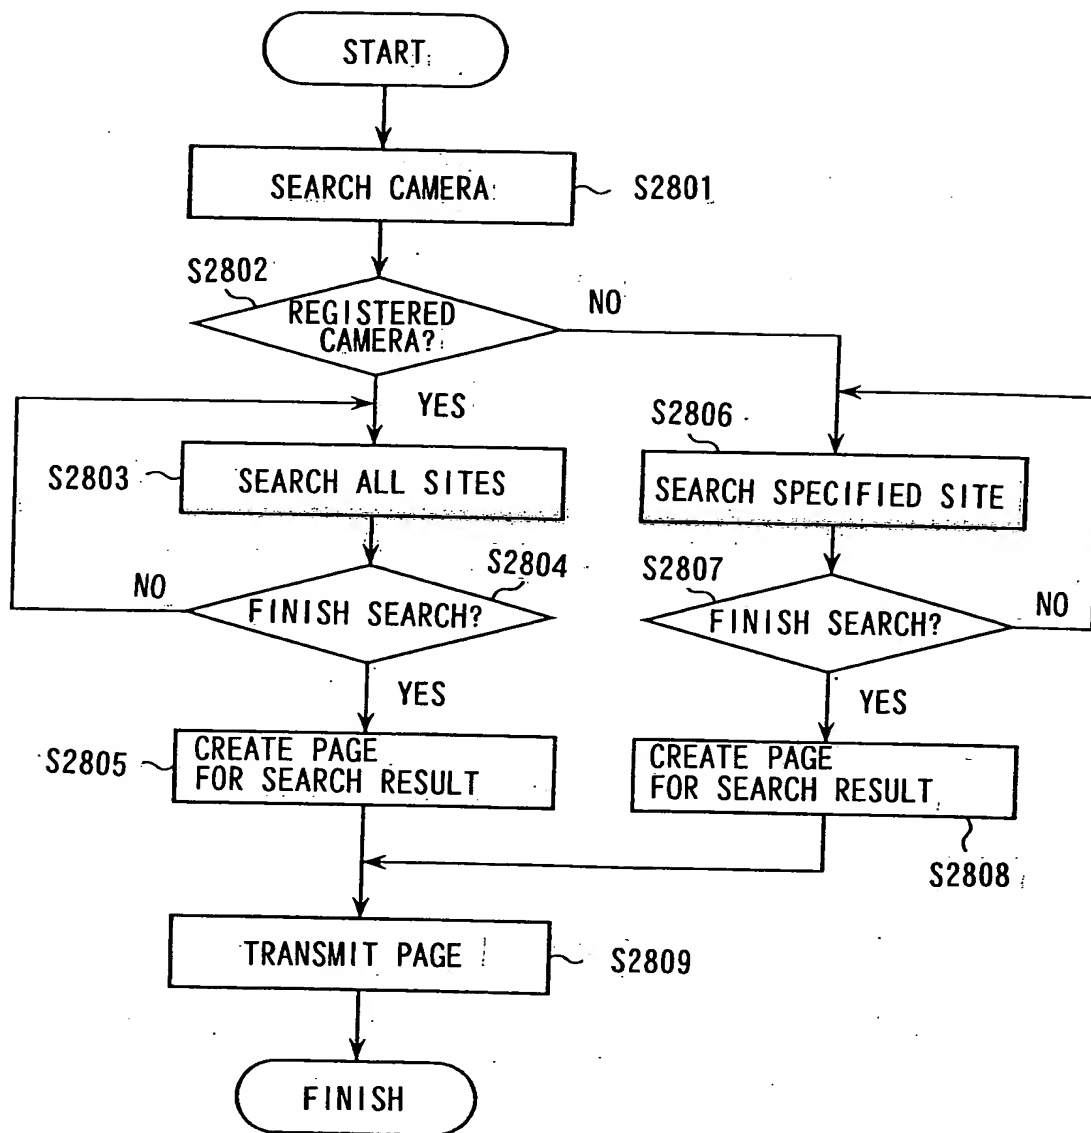 START
SEARCH CAMERA
S2801
S2802
REGISTERED
CAMERA?
NO
YES
S2803
SEARCH ALL SITES
S2806
SEARCH SPECIFIED SITE
S2804
NO
FINISH SEARCH?
S2807
FINISH SEARCH?
NO
YES
YES
S2805
CREATE PAGE
FOR SEARCH RESULT
CREATE PAGE
FOR SEARCH RESULT
S2808
TRANSMIT PAGE
S2809
FINISH